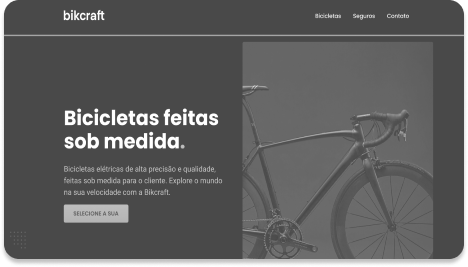 bikcraft
Bicicletas Seguros Contato
Bicicletas feitas
sob medida.
Bicicletas elétricas de alta precisão e qualidade,
feitas sob medida para o cliente. Explore o mundo
na sua velocidade com a Bikcraft.
SELECIONE A SUA